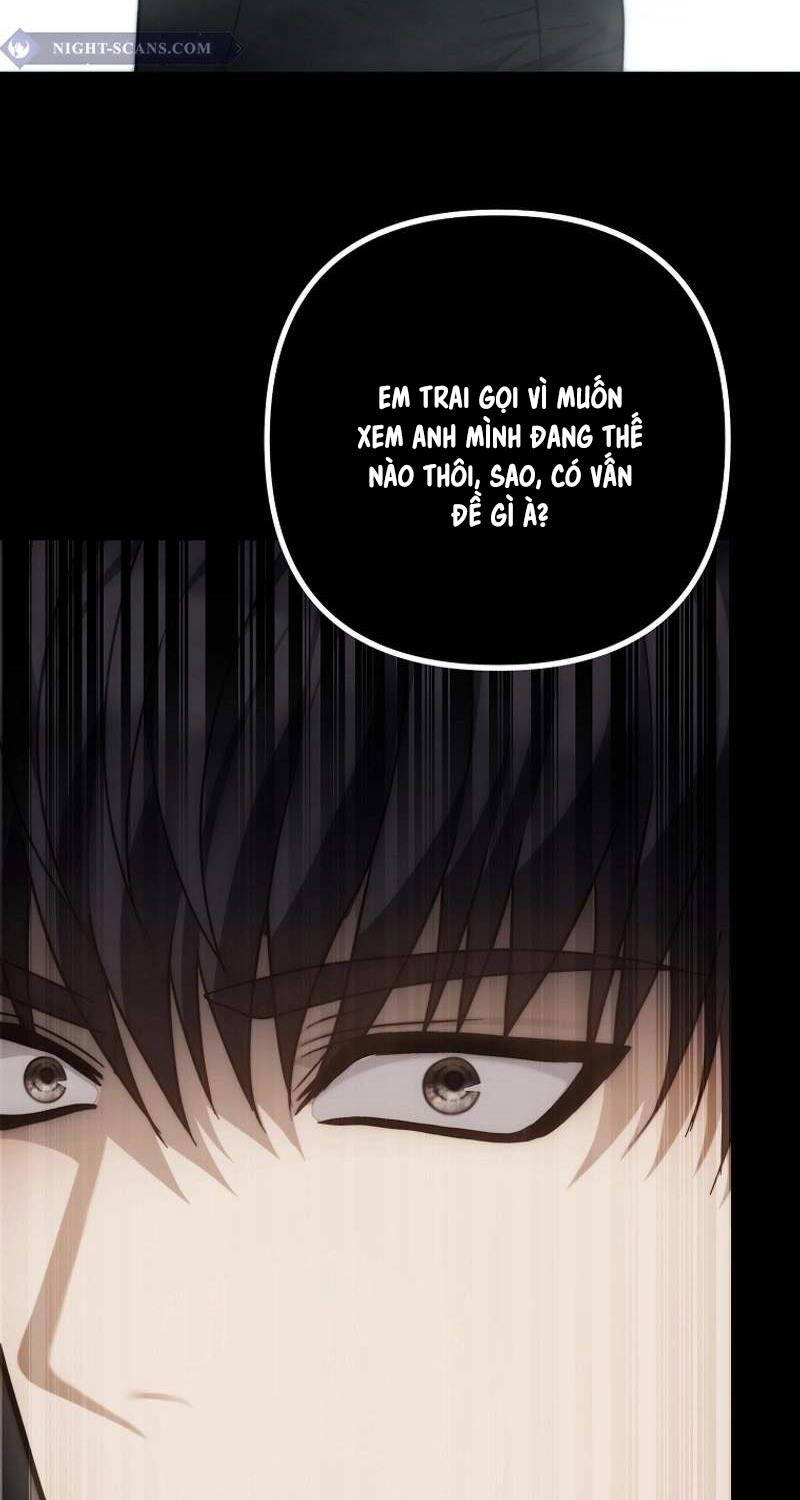 NIGHT-SCANS.COM
EM TRAI GỌI VÌ MUỐN
XEM ANH MÌNH ĐANG THẾ
NÀO THÔI, SAO, CÓ VẤN
ĐỀ GÌ À?